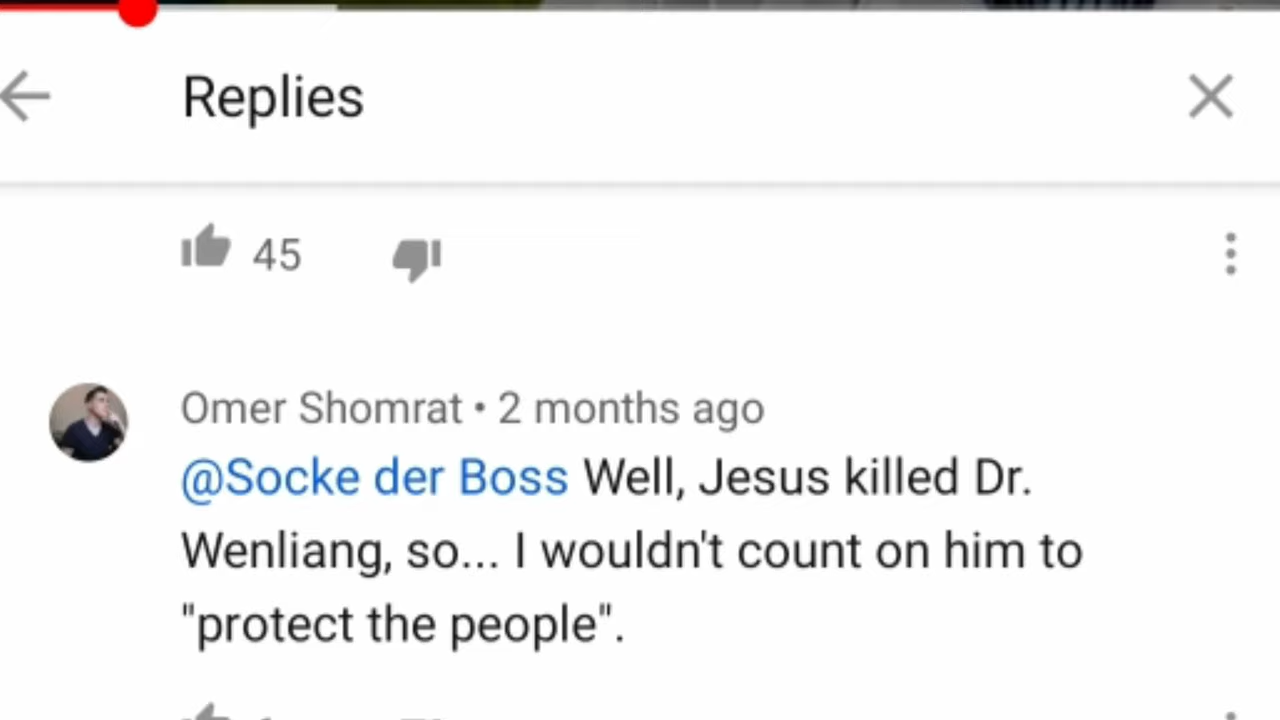 Replies
45
Omer Shomrat • 2 months ago
@Socke der Boss Well, Jesus killed Dr.
Wenliang, so... I wouldn't count on him to
"protect the people".